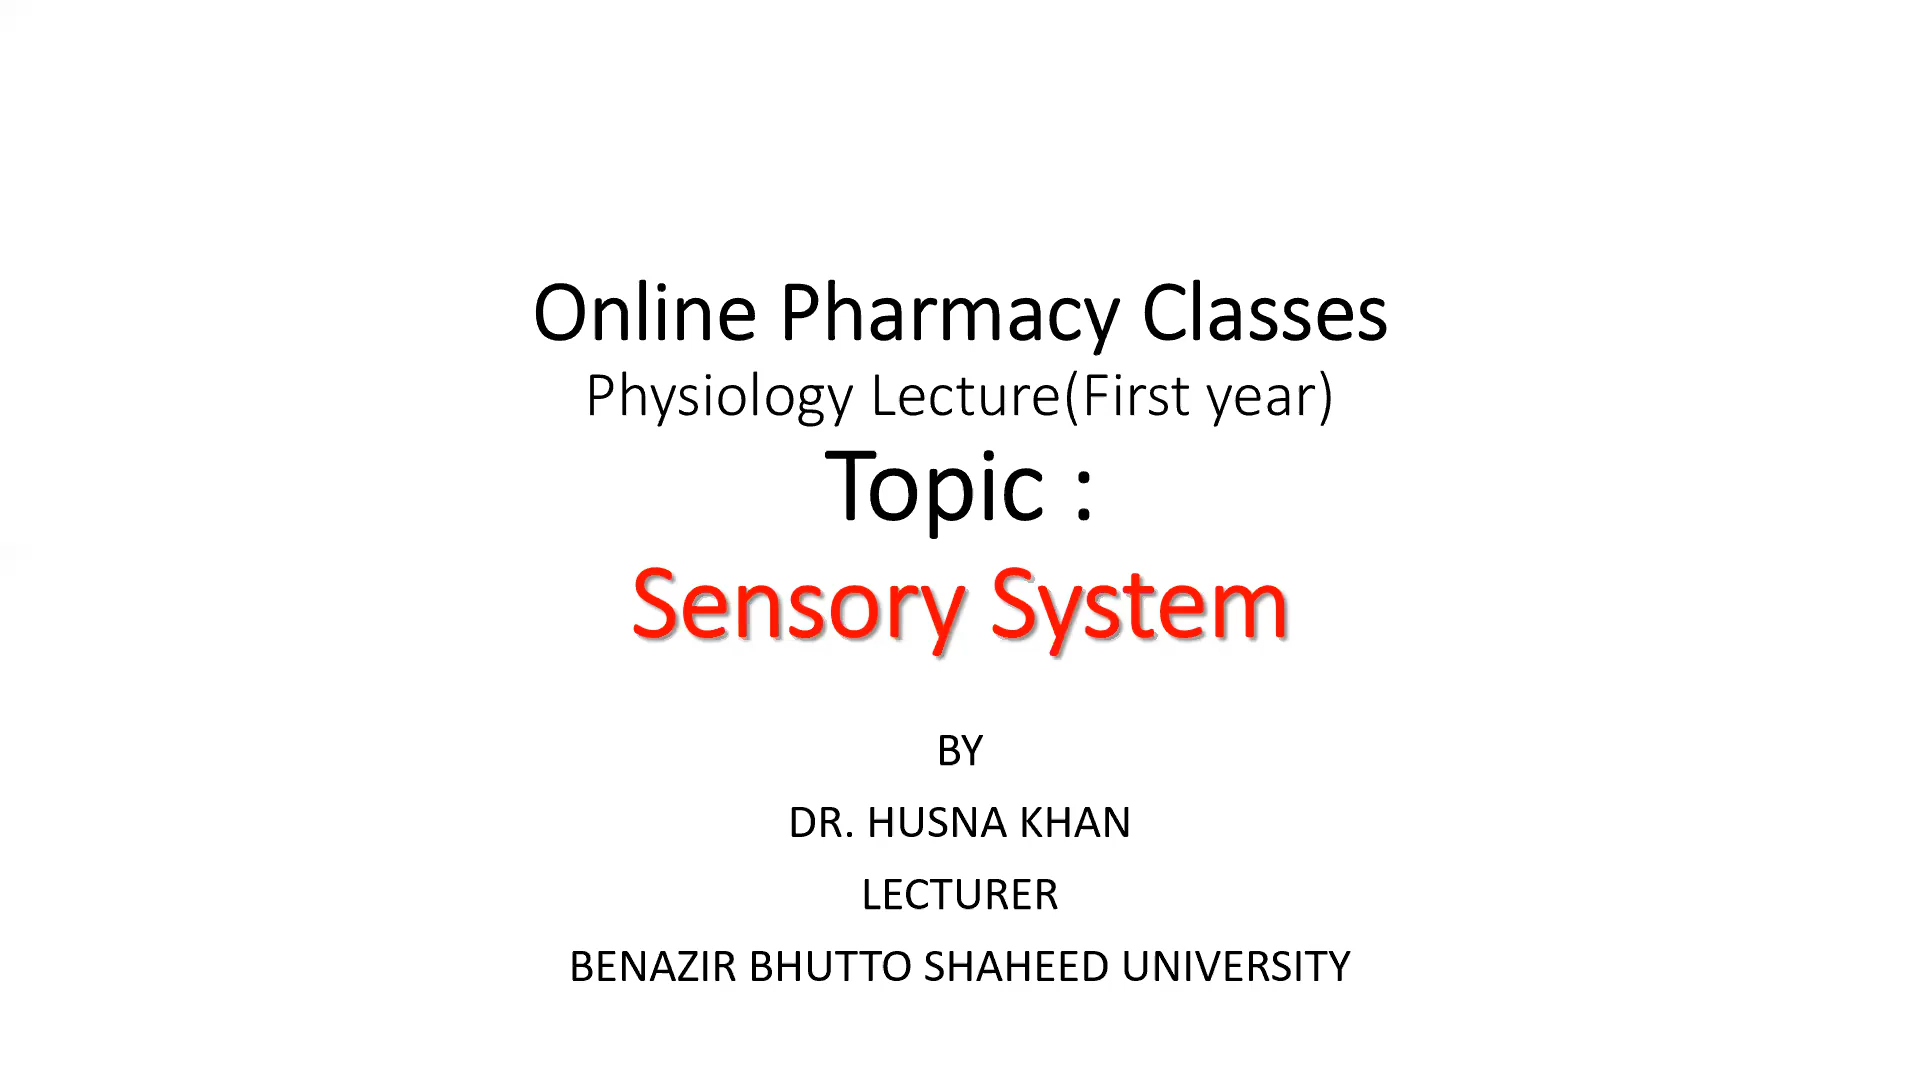 Online Pharmacy Classes
Physiology Lecture(First year)
Topic :
Sensory System
BY
DR. HUSNA KHAN
LECTURER
BENAZIR BHUTTO SHAHEED UNIVERSITY